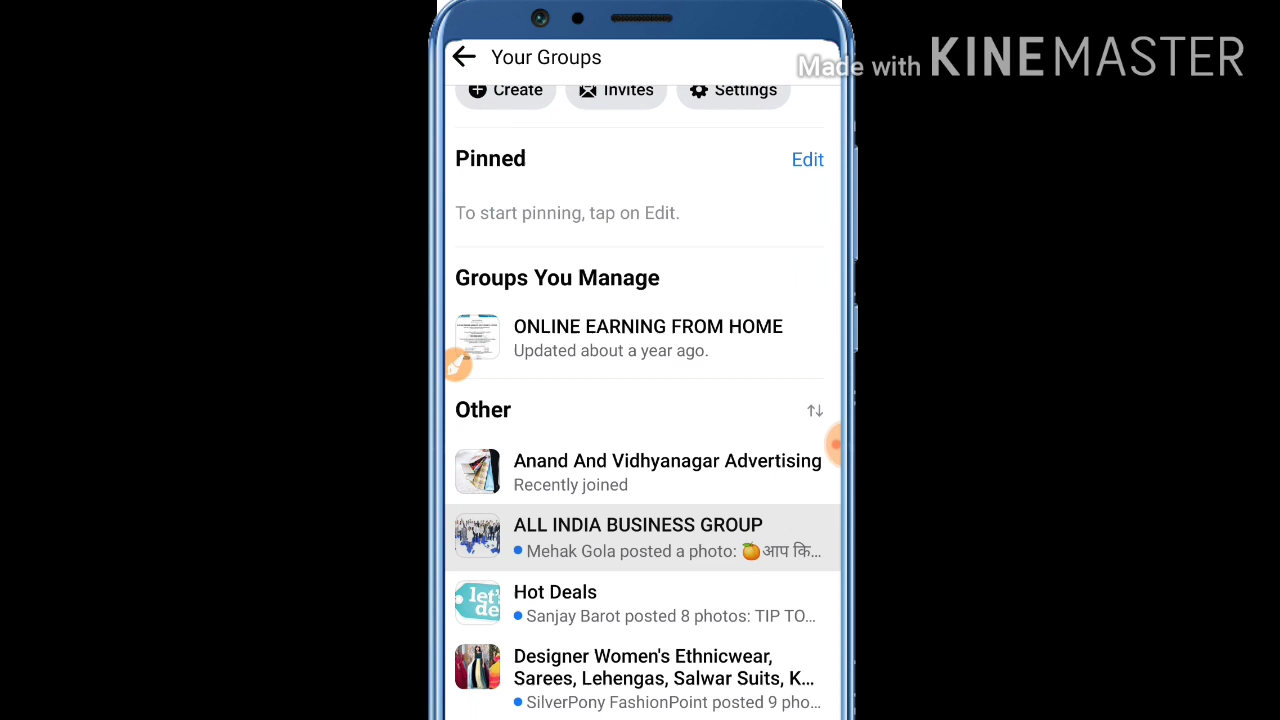 Made with KINEMASTER
Your Groups
Create Invites Settings
Pinned Edit
To start pinning, tap on Edit.
Groups You Manage
ONLINE EARNING FROM HOME
Updated about a year ago.
Other
Anand And Vidhyanagar Advertising
Recently joined
ALL INDIA BUSINESS GROUP
Mehak Gola posted a photo: 🍊आप कि...
let's
de
Hot Deals
Sanjay Barot posted 8 photos: TIP TO...
Designer Women's Ethnicwear,
Sarees, Lehengas, Salwar Suits, K...
SilverPony FashionPoint posted 9 pho...